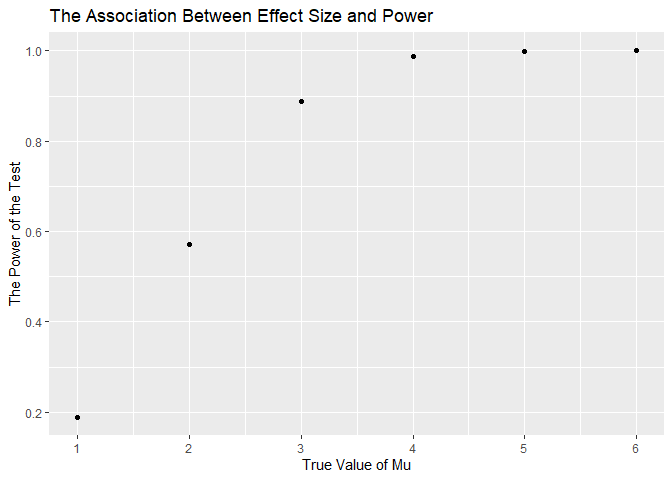 The Association Between Effect Size and Power
The Power of the Test
1.0
0.8
0.6
0.4
0.2
1 2 3 4 5 6
True Value of Mu